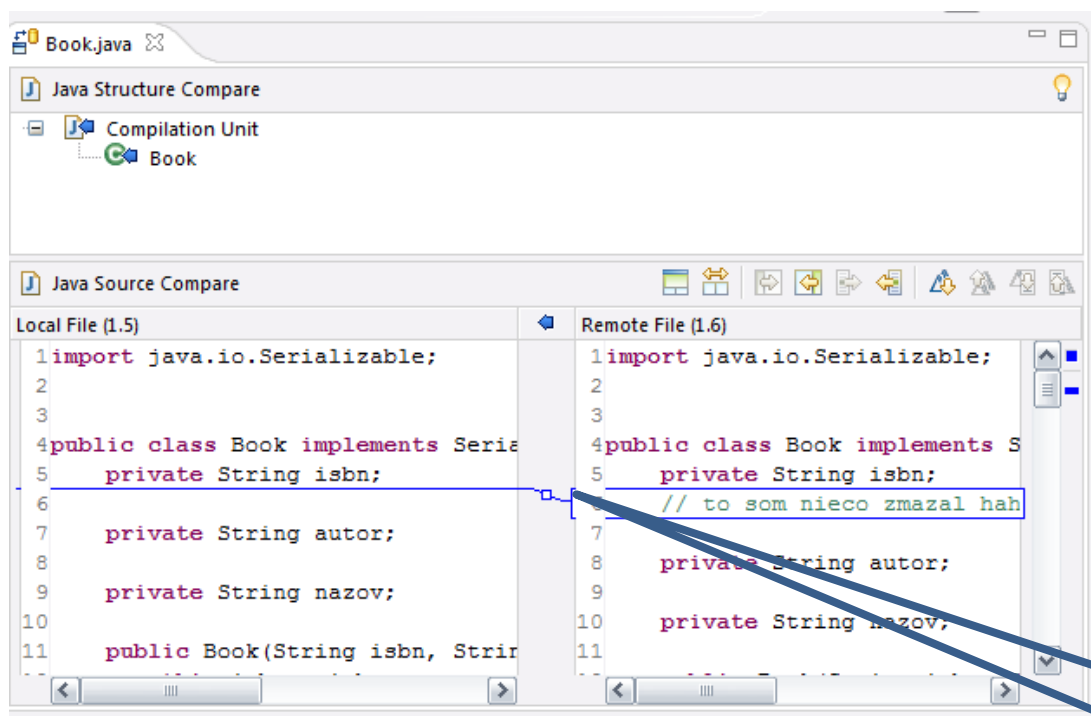 Book.java
Java Structure Compare
Compilation Unit
Book
Java Source Compare
Local File (1.5)
Remote File (1.6)
1 import java.io.Serializable;
2
3
4 public class Book implements Seria
5 private String isbn;
6
7 private String autor;
8
9 private String nazov;
10
11 public Book(String isbn, Strin
1 import java.io.Serializable;
2
3
4 public class Book implements S
5 private String isbn;
// to som nieco zmazal hah
7
8 private String autor;
9
10 private String nazov;
11